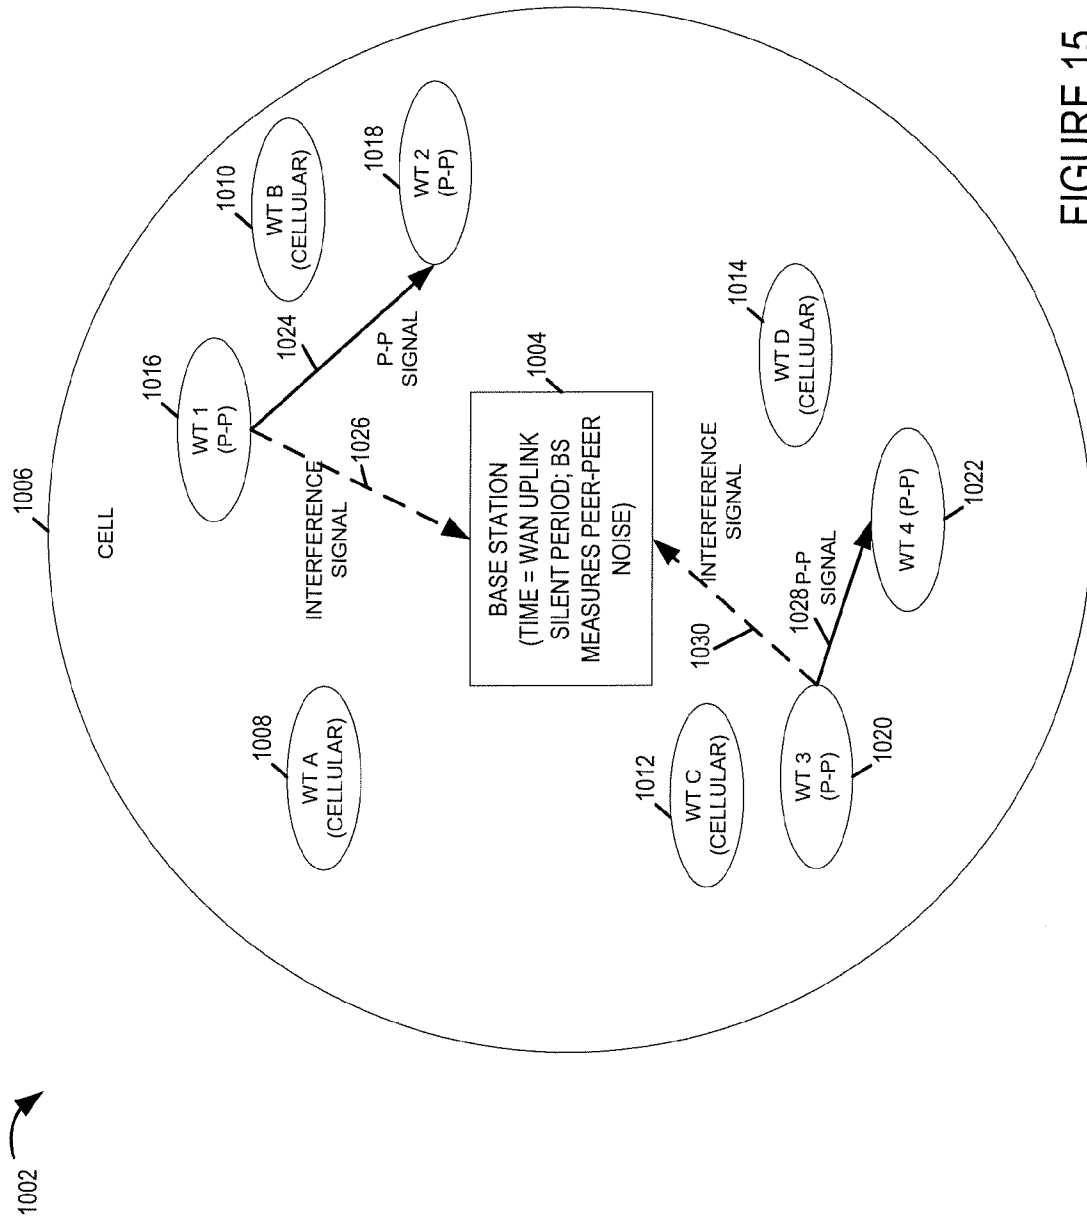 1002
1006
CELL
1016
WT 1
(P-P)
1010
WT B
(CELLULAR)
1008
WT A
(CELLULAR)
1024
INTERFERENCE
SIGNAL
1026
P-P
SIGNAL
1018
WT 2
(P-P)
1004
BASE STATION
(TIME = WAN UPLINK
SILENT PERIOD; BS
MEASURES PEER-PEER
NOISE)
1012
WT C
(CELLULAR)
1030
INTERFERENCE
SIGNAL
1014
WT D
(CELLULAR)
WT 3
(P-P)
1020
1028
P-P
SIGNAL
WT 4 (P-P)
1022
FIGURE 15